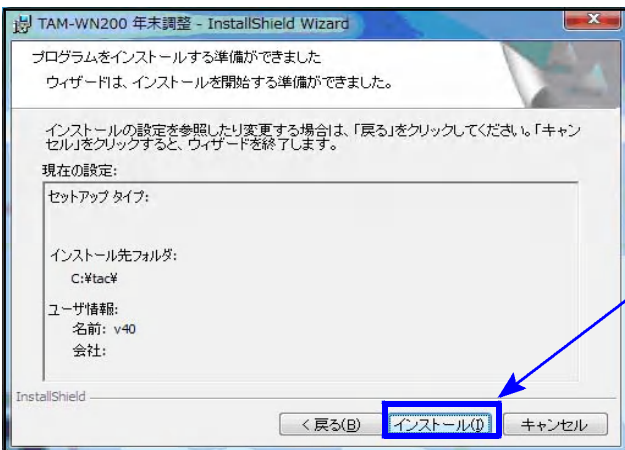 TAM-WN200 年末調整 - InstallShield Wizard
プログラムをインストールする準備ができました
ウィザードは、インストールを開始する準備ができました。
インストールの設定を参照したり変更する場合は、「戻る」をクリックしてください。「キャン
セル」をクリックすると、ウィザードを終了します。
現在の設定:
セットアップ タイプ:
インストール先フォルダ:
C:¥tac¥
ユーザ情報:
名前: v40
会社:
InstallShield
< 戻る(B) インストール(I) キャンセル